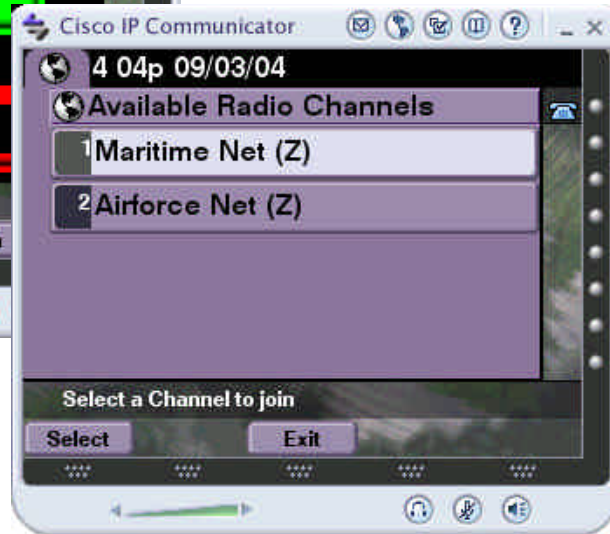 Cisco IP Communicator
4 04p 09/03/04
Available Radio Channels
1 Maritime Net (Z)
2 Airforce Net (Z)
Select a Channel to join
Select Exit